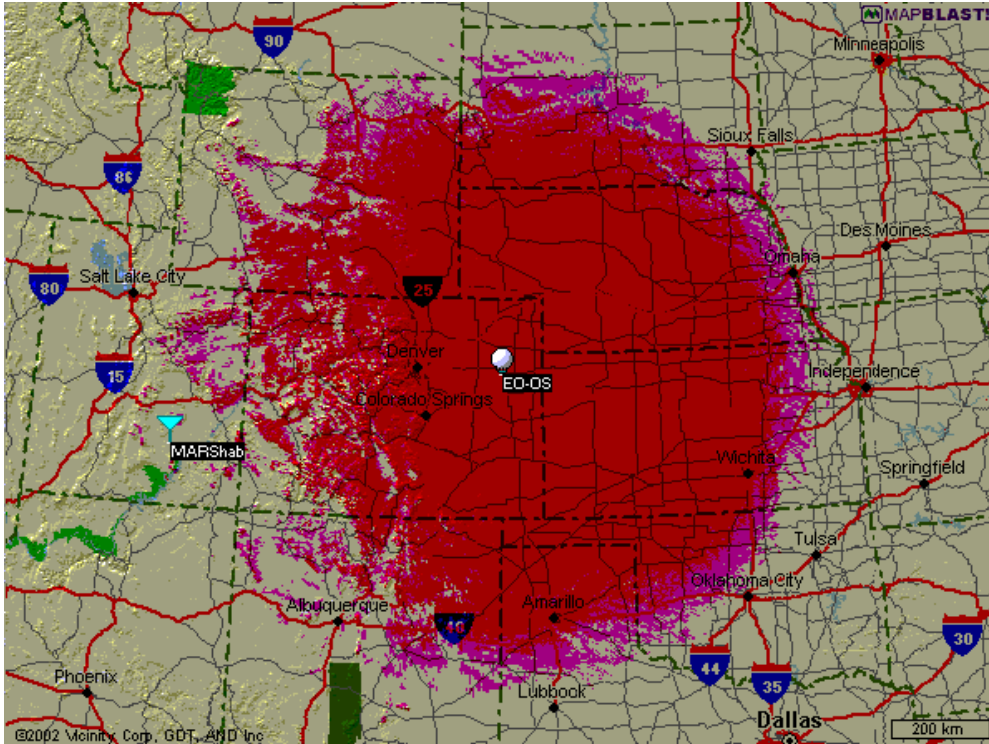 MAPBLAST!
90
Minneapolis
Sioux Falls
86
Des Moines
Omaha
Salt Lake City
80
25
Denver
EO-OS
15
Independence
Colorado Springs
MARShab
Wichita
Springfield
Tulsa
Oklahoma City
Albuquerque
Amarillo
40
30
44
Phoenix
35
Lubbock
Dallas
200 km
©2002 Vicinity Corp, GDT, AND Inc